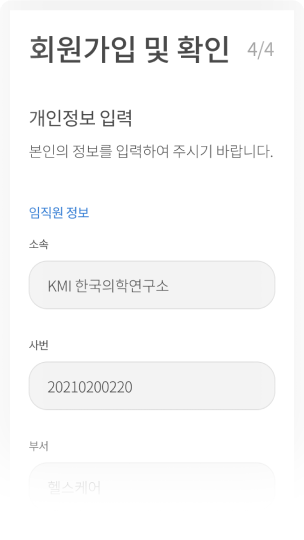 회원가입 및 확인 4/4
개인정보 입력
본인의 정보를 입력하여 주시기 바랍니다.
임직원 정보
소속
KMI 한국의학연구소
사번
20210200220
부서
헬스케어